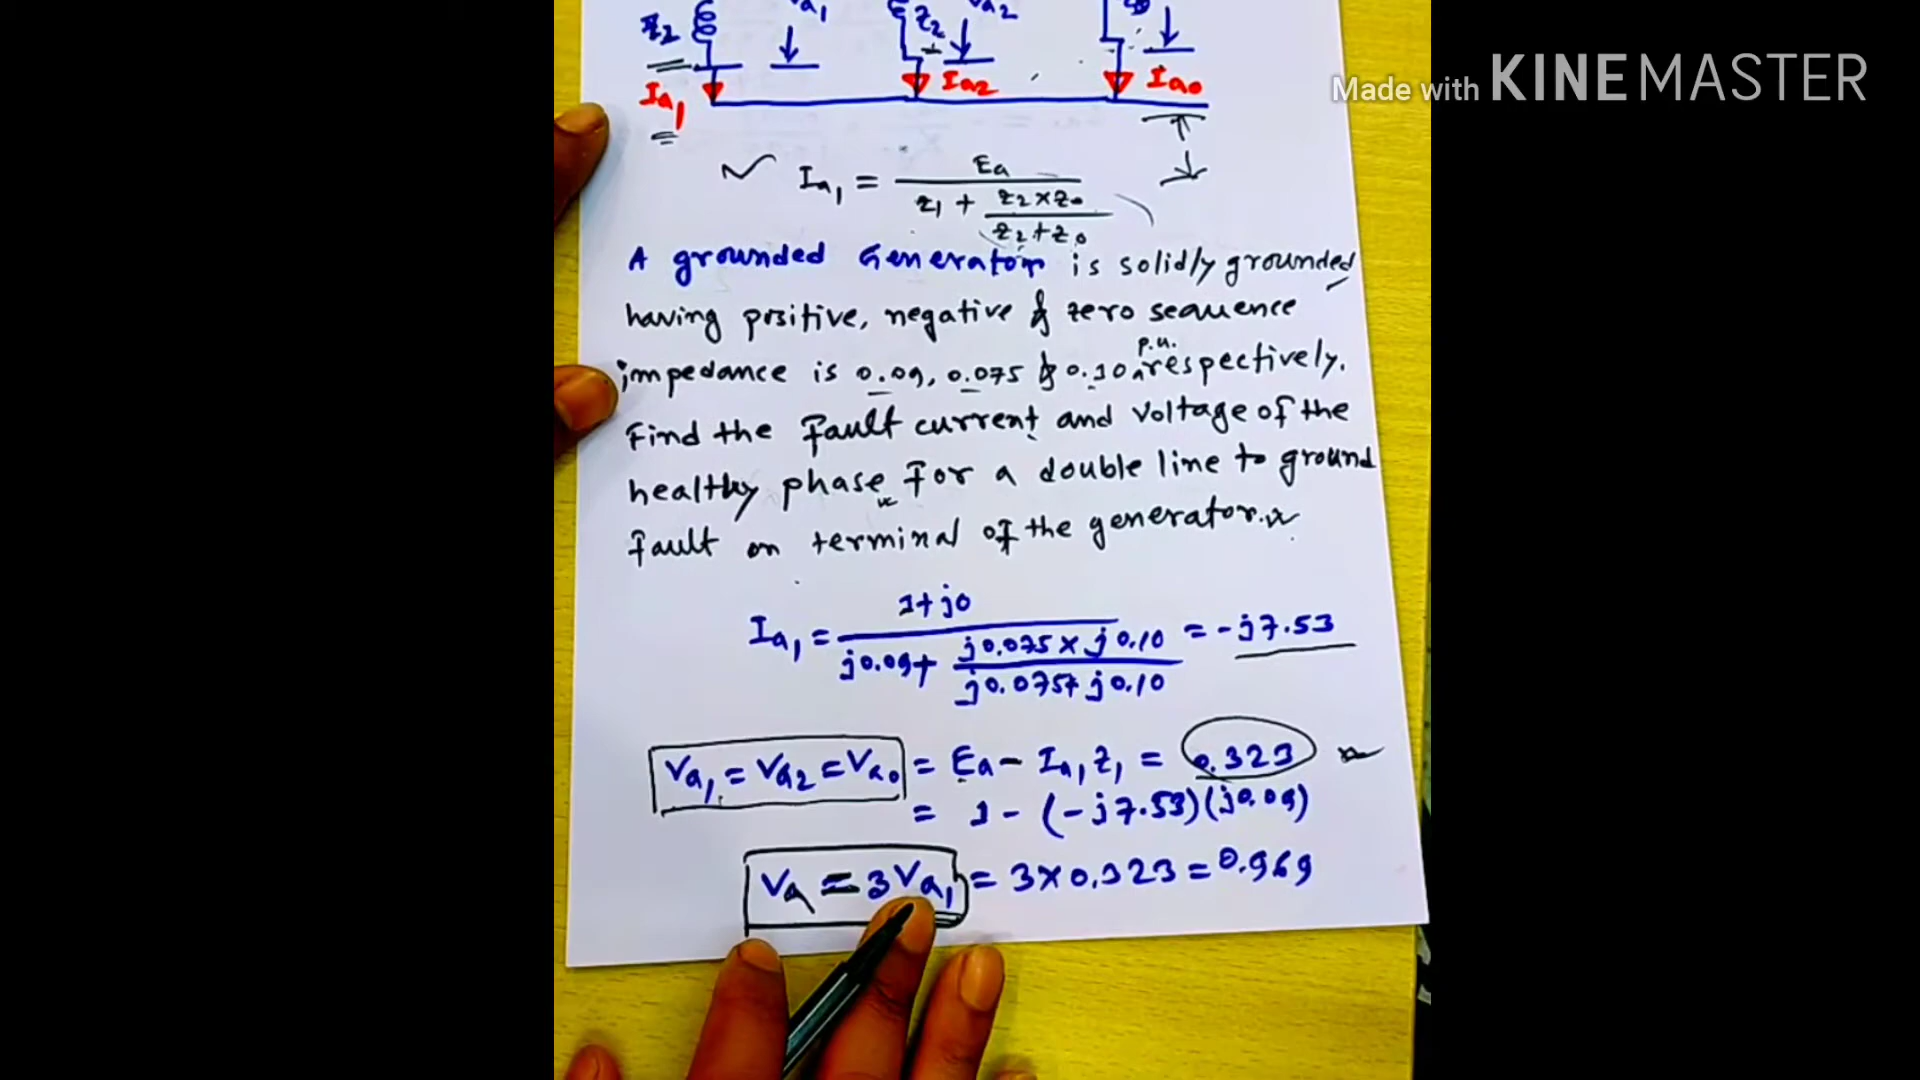 Made with KINEMASTER
Z2 a1 Z2 a2
Ia1 Ia2 Ia0
Ia1 = Ea / (Z1 + (Z2×Z0 / Z2+Z0))
A grounded Generator is solidly grounded
having positive, negative & zero sequence
p.u.
impedance is 0.09, 0.075 & 0.10 respectively.
Find the fault current and voltage of the
healthy phase for a double line to ground
fault on terminal of the generator.
Ia1 = 1+j0 / (j0.09+ (j0.075×j0.10 / j0.075+j0.10)) = -j7.53
Va1 = Va2 = Va0 = Ea - Ia1Z1 = 0.323
= 1-(-j7.53)(j0.09)
Va = 3Va1 = 3×0.323 = 0.969